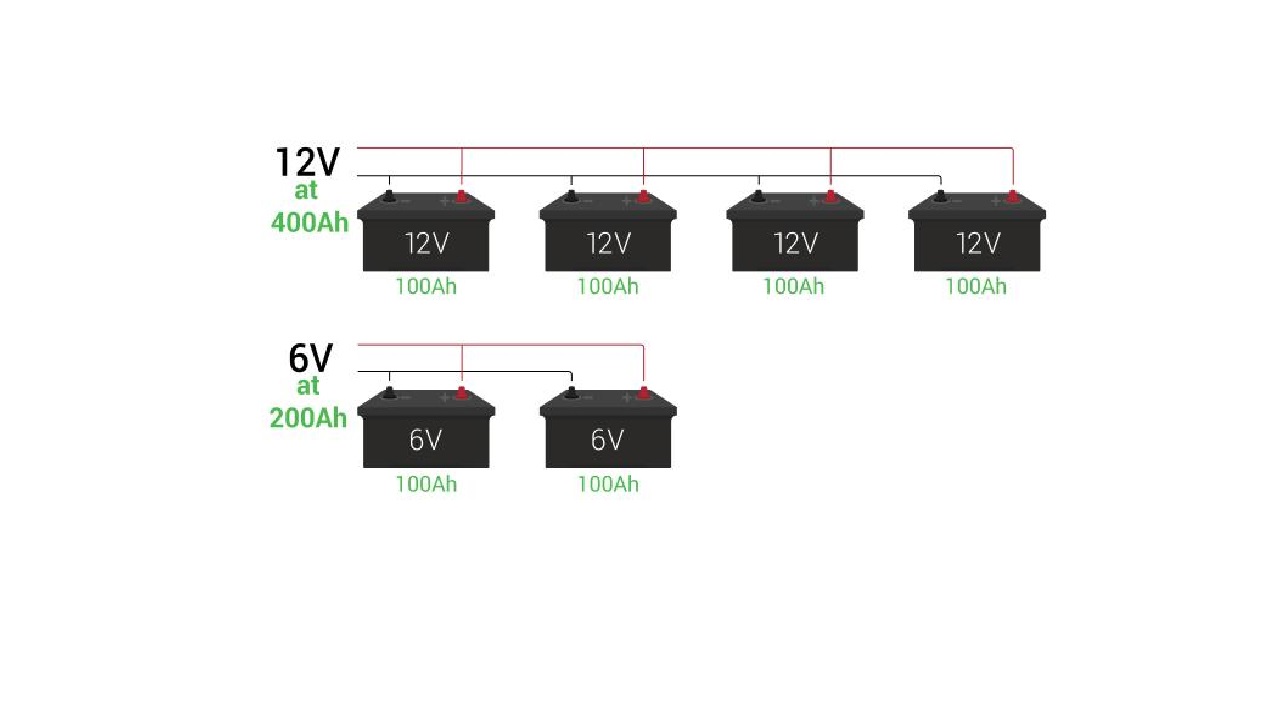 12V
at
400Ah
- +
- +
- +
- +
12V 12V 12V 12V
100Ah 100Ah 100Ah 100Ah
6V
at
200Ah
- +
- +
6V 6V
100Ah 100Ah